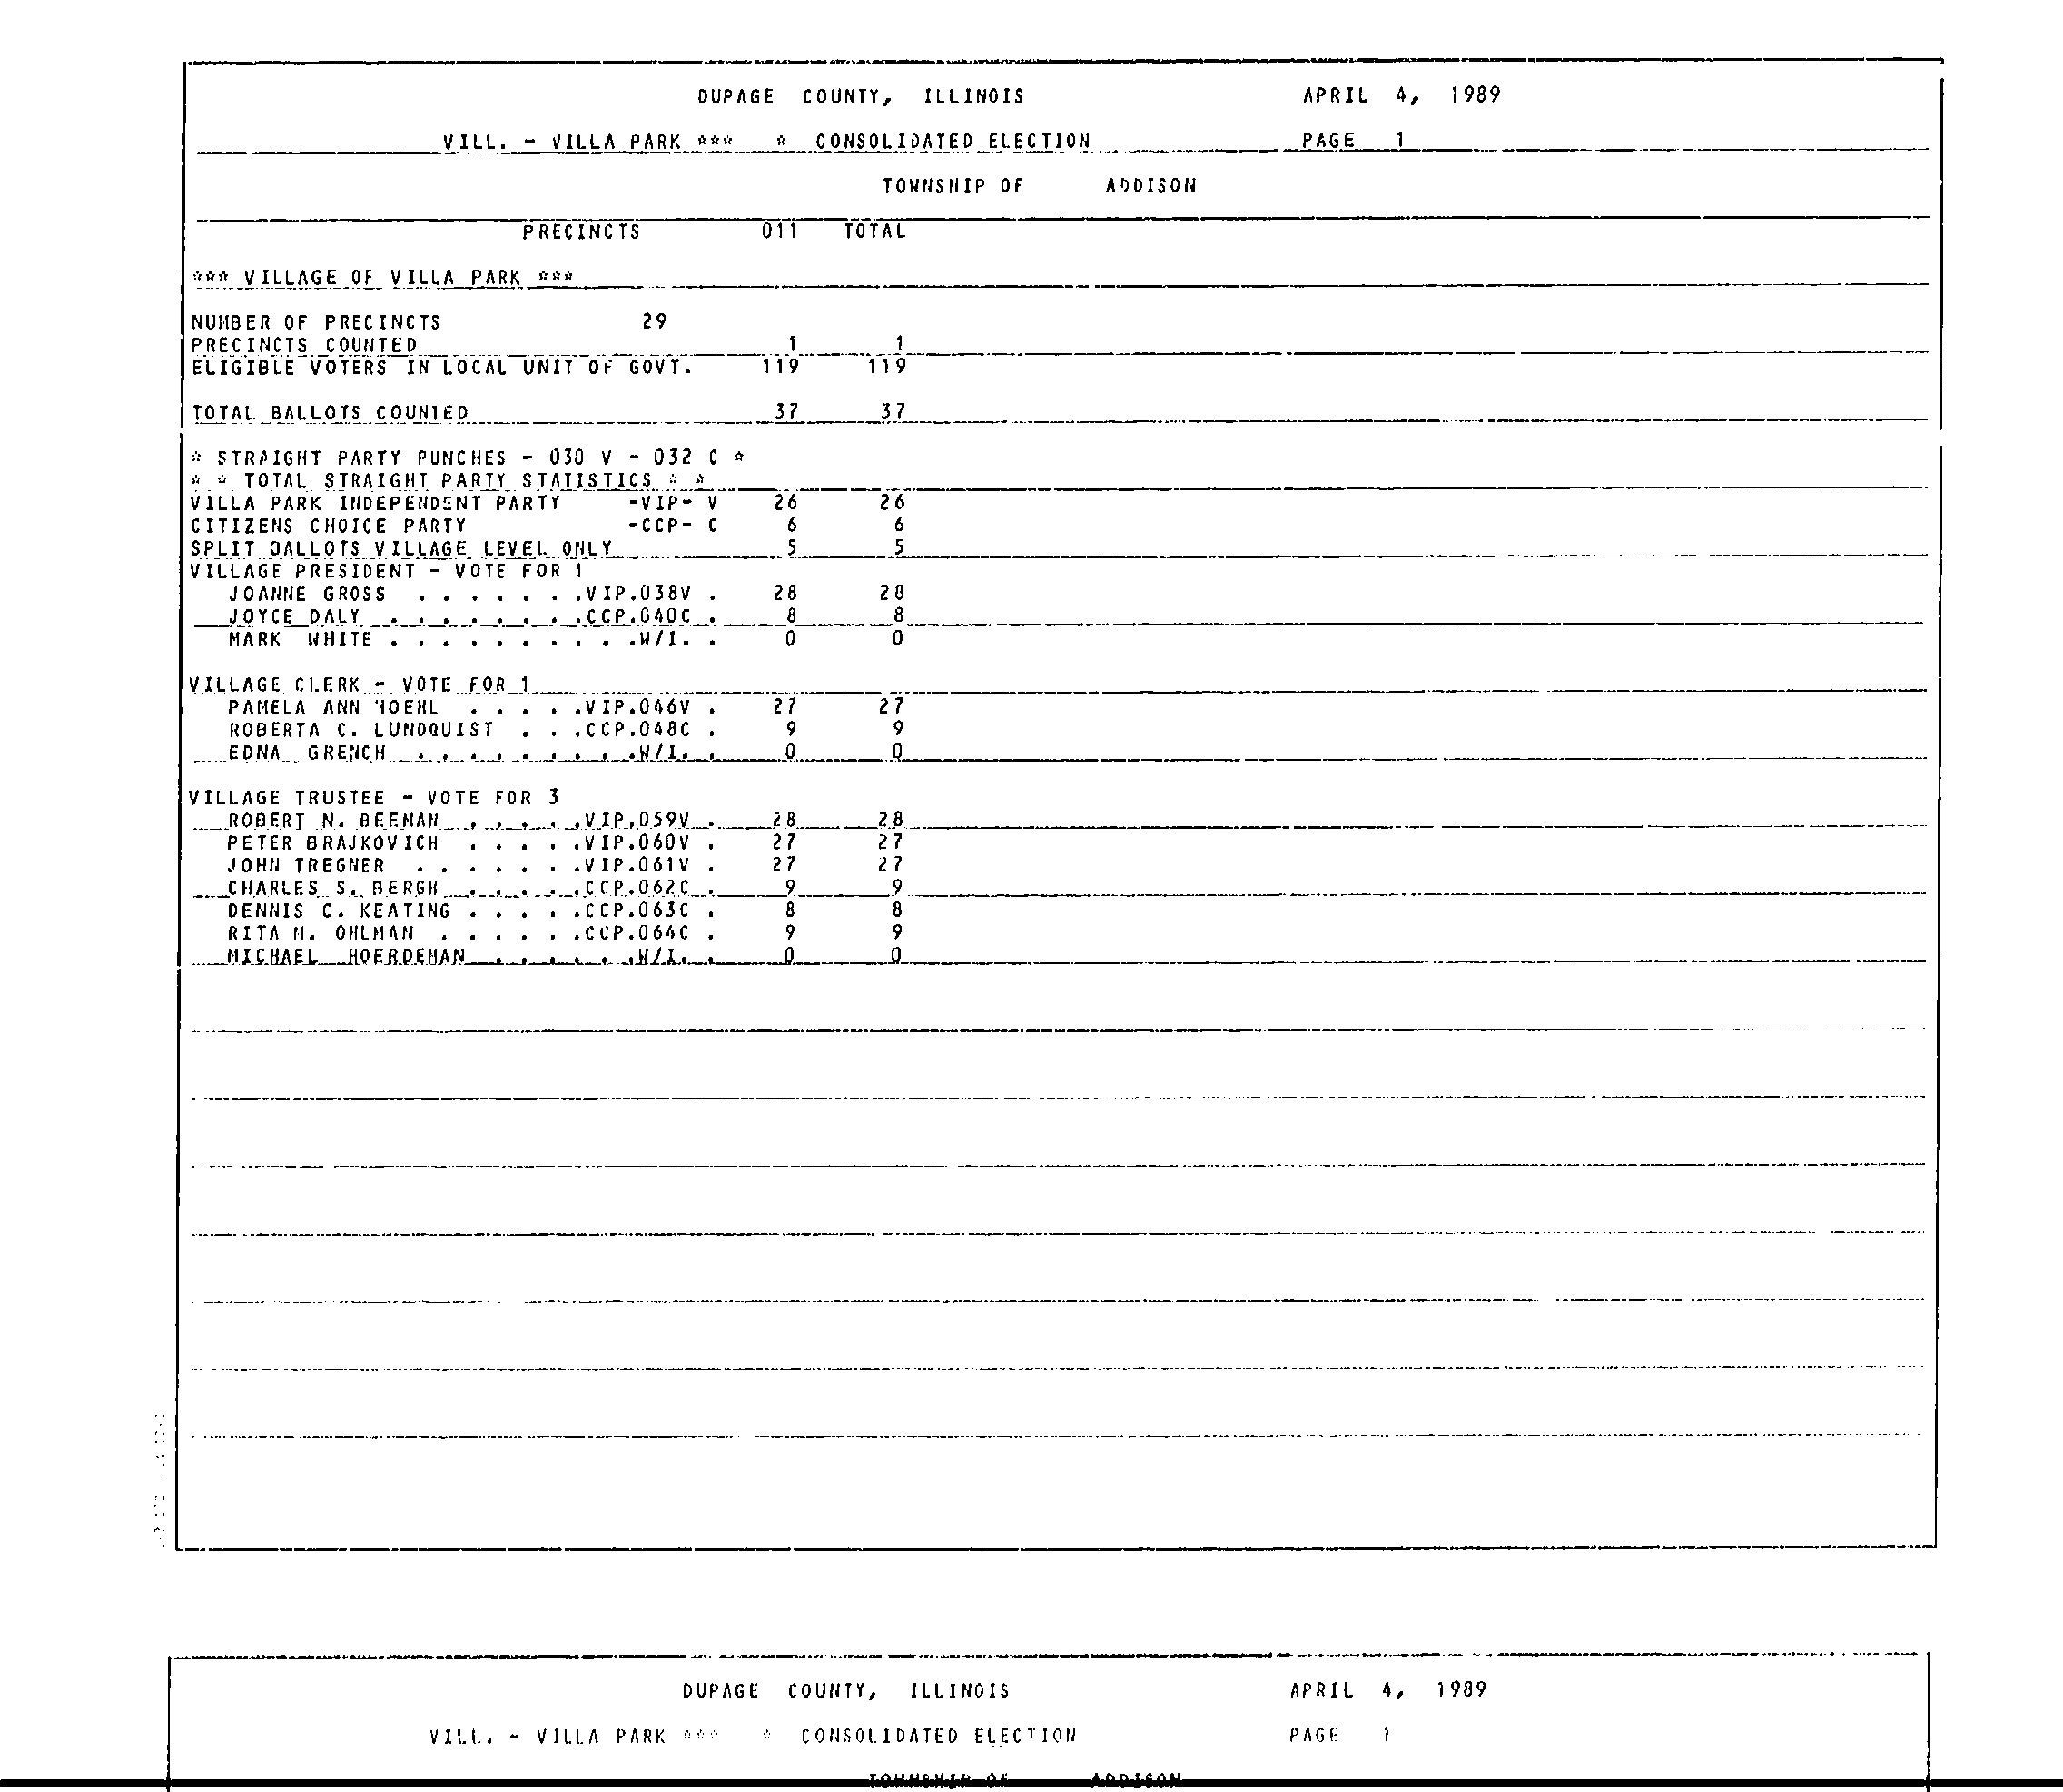 DUPAGE COUNTY, ILLINOIS APRIL 4, 1989
VILL. - VILLA PARK *** * CONSOLIDATED ELECTION PAGE 1
TOWNSHIP OF ADDISON
PRECINCTS 011 TOTAL
*** VILLAGE OF VILLA PARK ***
NUMBER OF PRECINCTS 29
PRECINCTS COUNTED 1 1
ELIGIBLE VOTERS IN LOCAL UNIT OF GOVT. 119 119
TOTAL BALLOTS COUNTED 37 37
* STRAIGHT PARTY PUNCHES - 030 V - 032 C *
* * TOTAL STRAIGHT PARTY STATISTICS * *
VILLA PARK INDEPENDENT PARTY -VIP- V 26 26
CITIZENS CHOICE PARTY -CCP- C 6 6
SPLIT BALLOTS VILLAGE LEVEL ONLY 5 5
VILLAGE PRESIDENT - VOTE FOR 1
JOANNE GROSS . . . . . . .VIP.038V . 28 28
JOYCE DALY . . . . . . . .CCP.040C . 8 8
MARK WHITE . . . . . . . . . .W/I. . 0 0
VILLAGE CLERK - VOTE FOR 1
PAMELA ANN . . . . .VIP.046V . 27 27
ROBERTA C. LUNDQUIST . . .CCP.048C . 9 9
EDNA GRENCH . . . . . . . . .W/I. . 0 0
VILLAGE TRUSTEE - VOTE FOR 3
ROBERT N. BEEMAN . . . . .VIP.059V . 28 28
PETER BRAJKOVICH . . . . .VIP.060V . 27 27
JOHN TREGNER . . . . . . .VIP.061V . 27 27
CHARLES S. BERGH . . . . .CCP.062C . 9 9
DENNIS C. KEATING . . . . .CCP.063C . 8 8
RITA M. OHLMAN . . . . . .CCP.064C . 9 9
MICHAEL HOERDEMAN . . . . . . .W/I. . 0 0
DUPAGE COUNTY, ILLINOIS APRIL 4, 1989
VILL. - VILLA PARK *** * CONSOLIDATED ELECTION PAGE 1
TOWNSHIP OF ADDISON